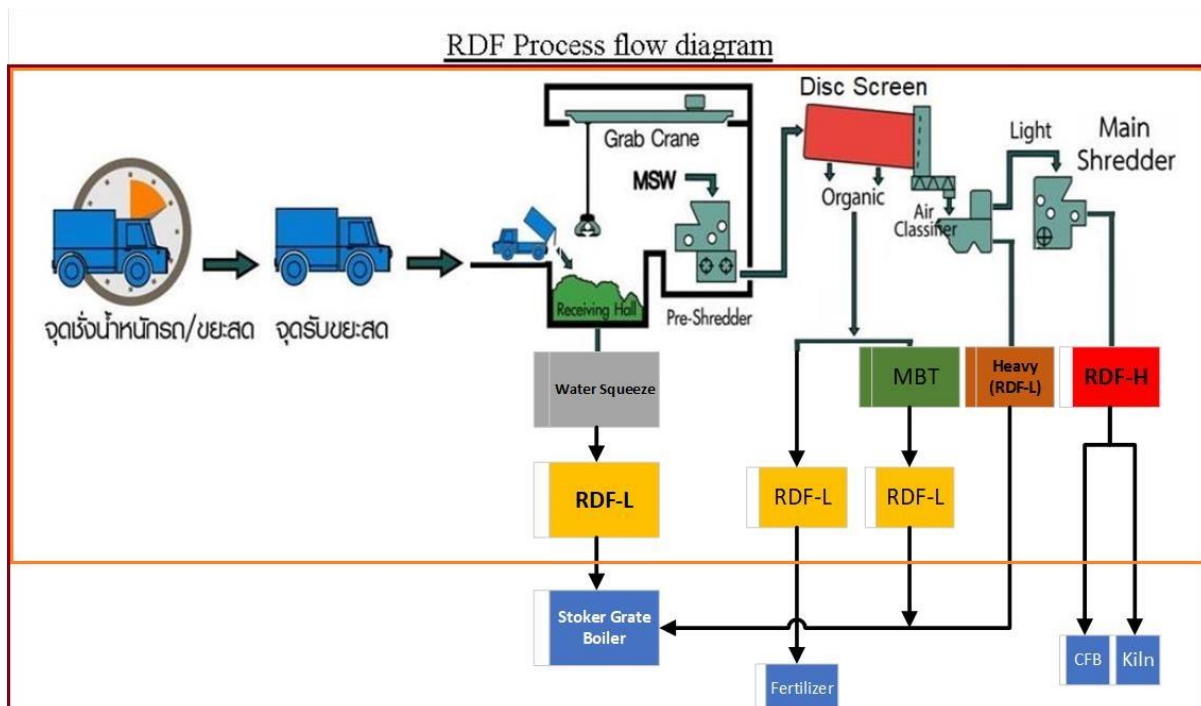 RDF Process flow diagram
จุดชั่งน้ำหนักรถ/ขยะสด
จุดรับขยะสด
Grab Crane
MSW
Receiving Hall
Pre-Shredder
Disc Screen
Organic
Air
Classifier
Light
Main
Shredder
Water Squeeze
MBT
Heavy
(RDF-L)
RDF-H
RDF-L
RDF-L
RDF-L
Stoker Grate
Boiler
Fertilizer
CFB
Kiln